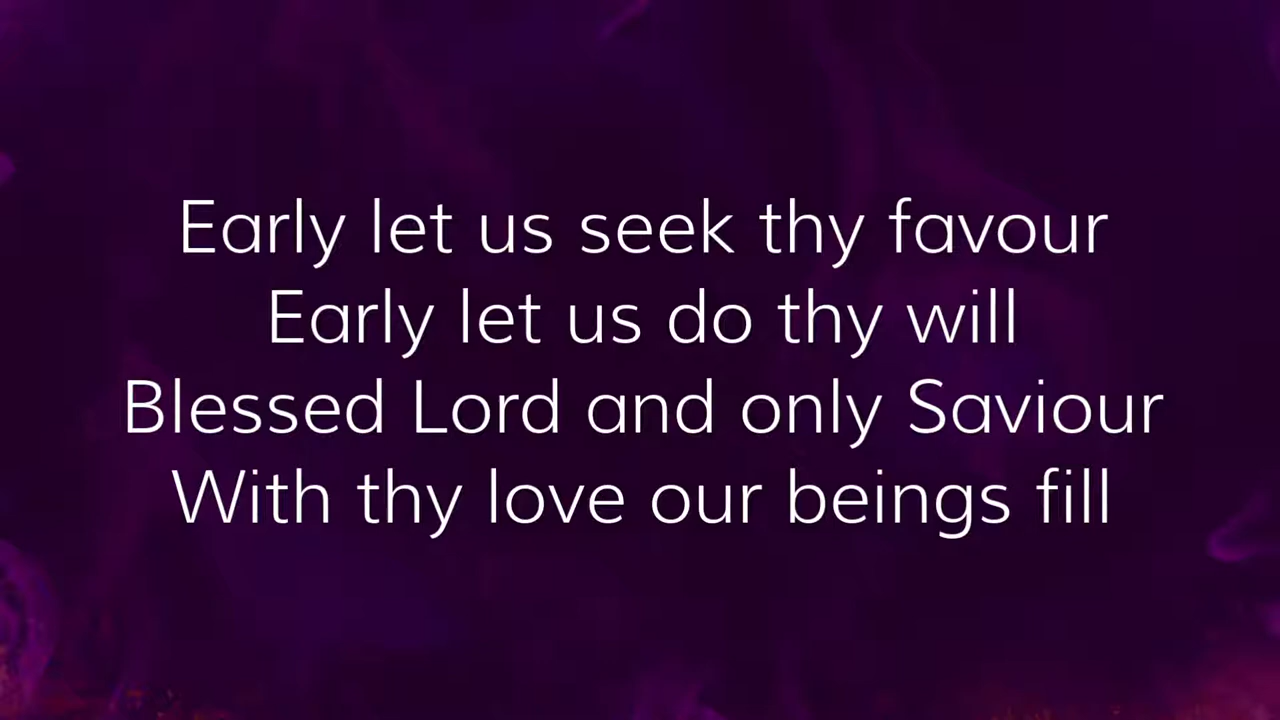 Early let us seek thy favour
Early let us do thy will
Blessed Lord and only Saviour
With thy love our beings fill